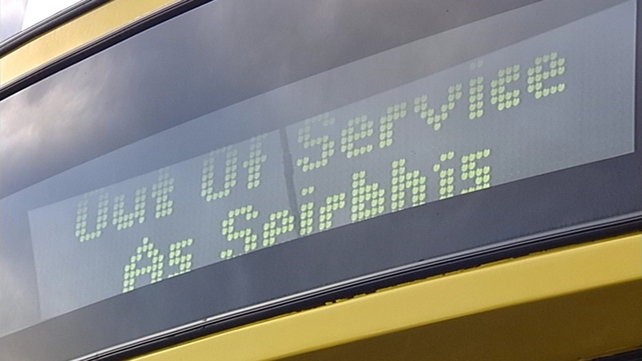 Out Of Service
As Seirbhís